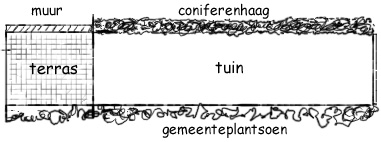 muur coniferenhaag
terras tuin
gemeenteplantsoen